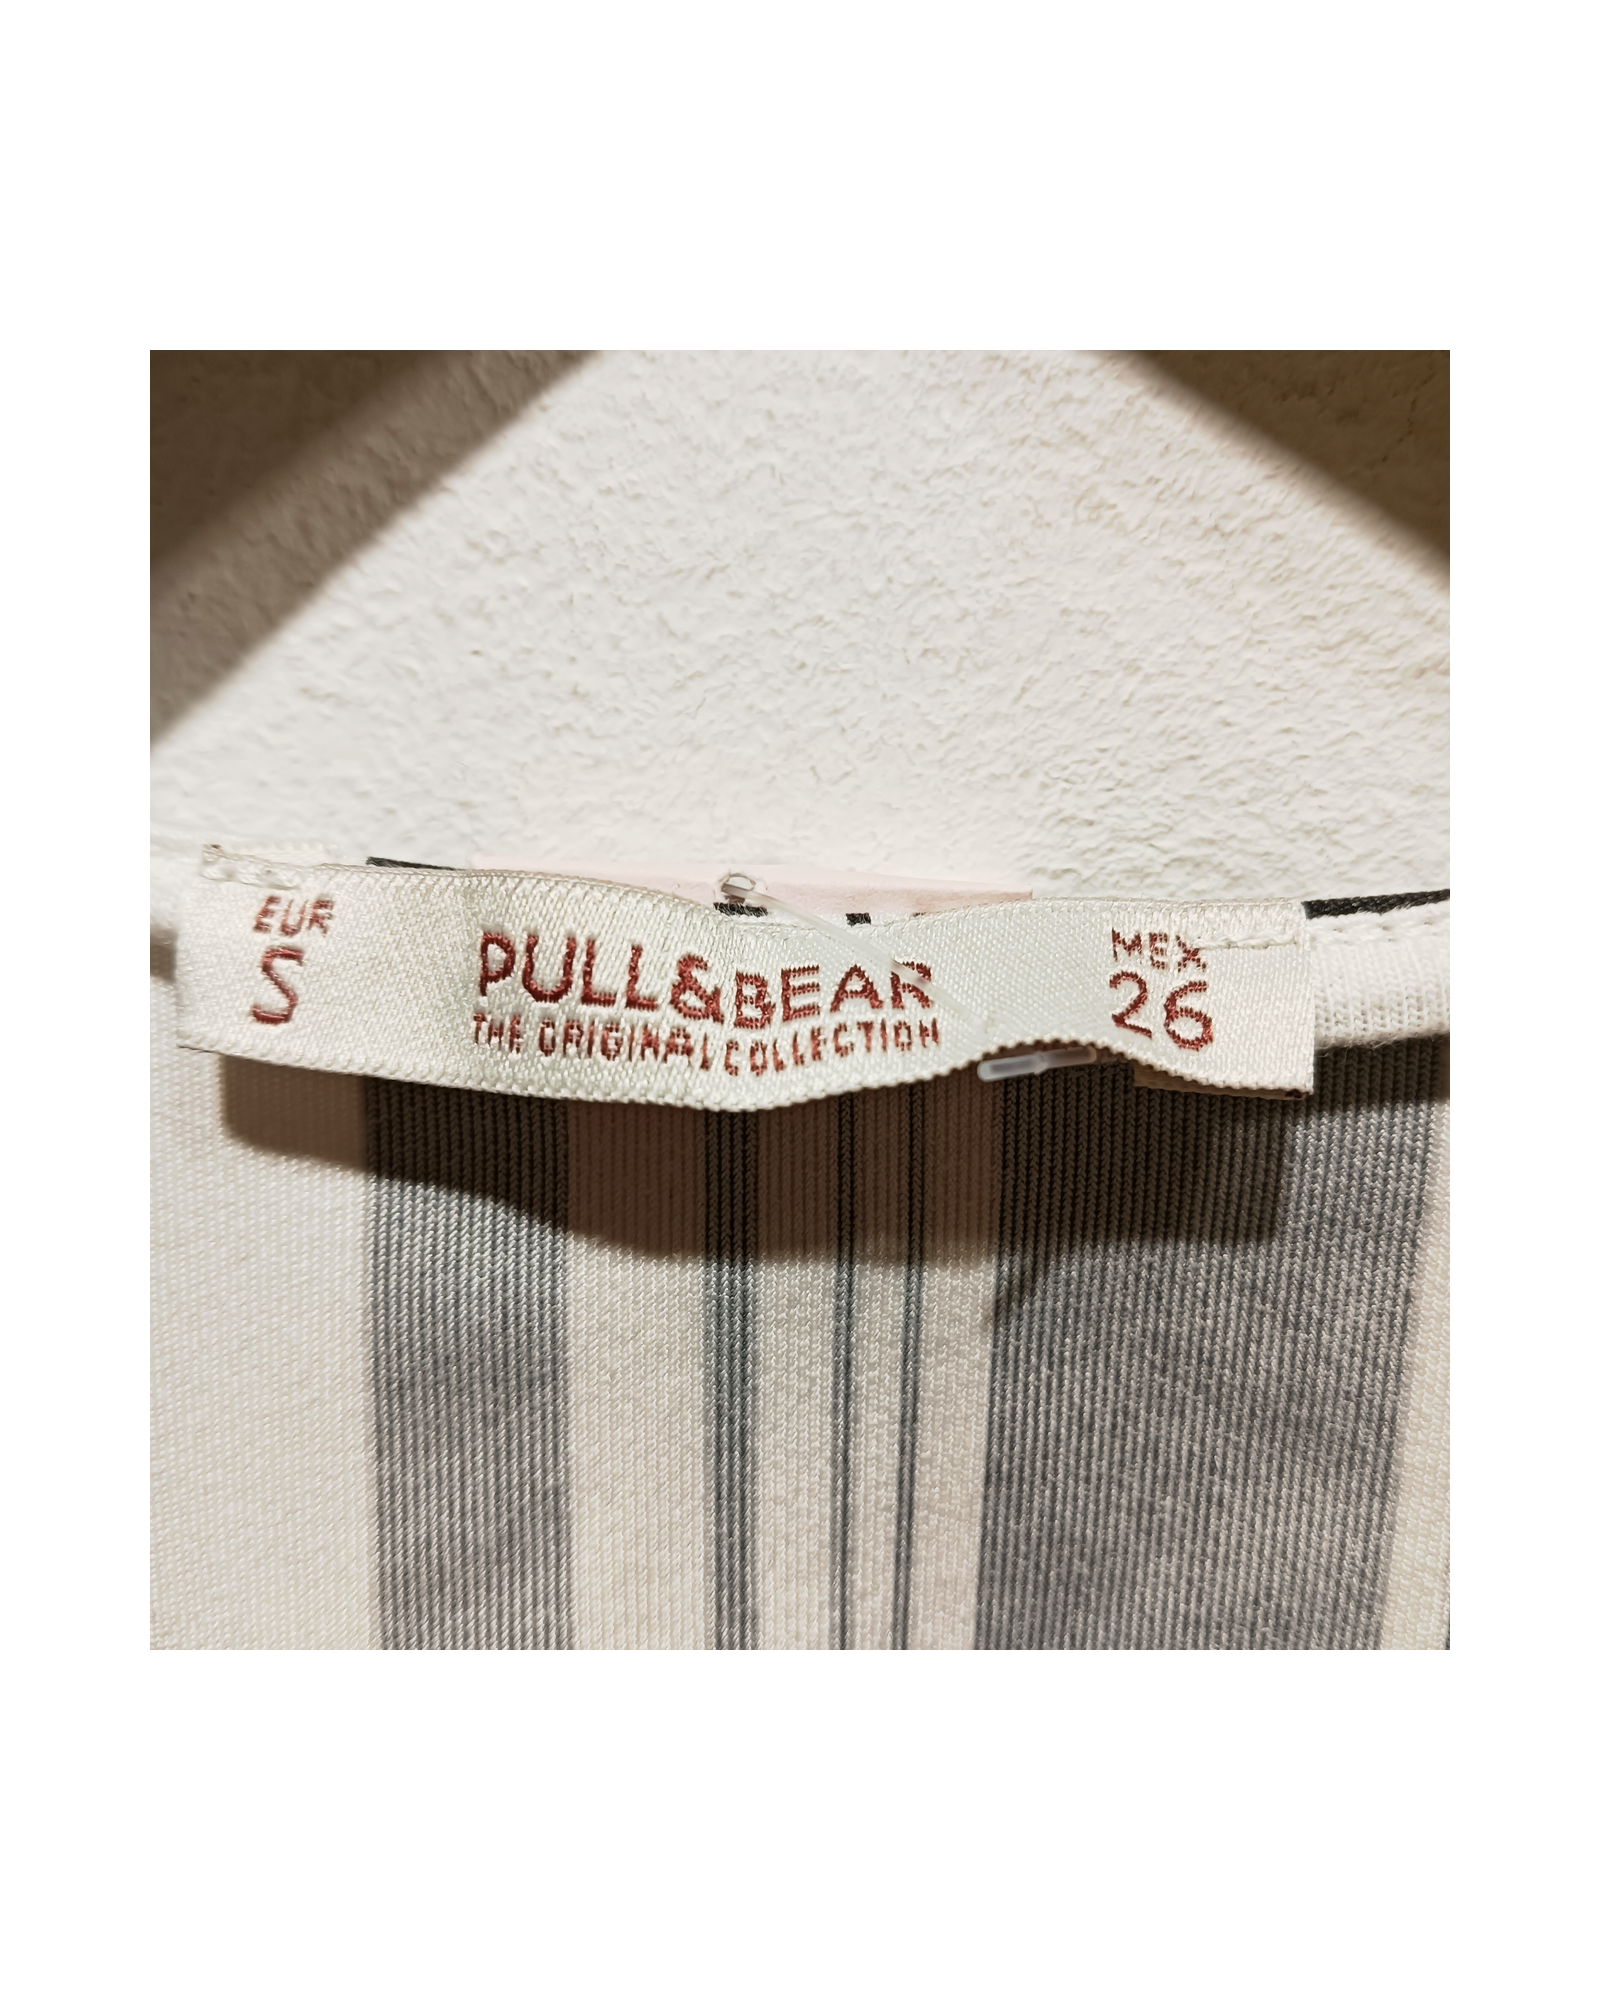 EUR
S
PULL&BEAR
THE ORIGINAL COLLECTION
MEX
26